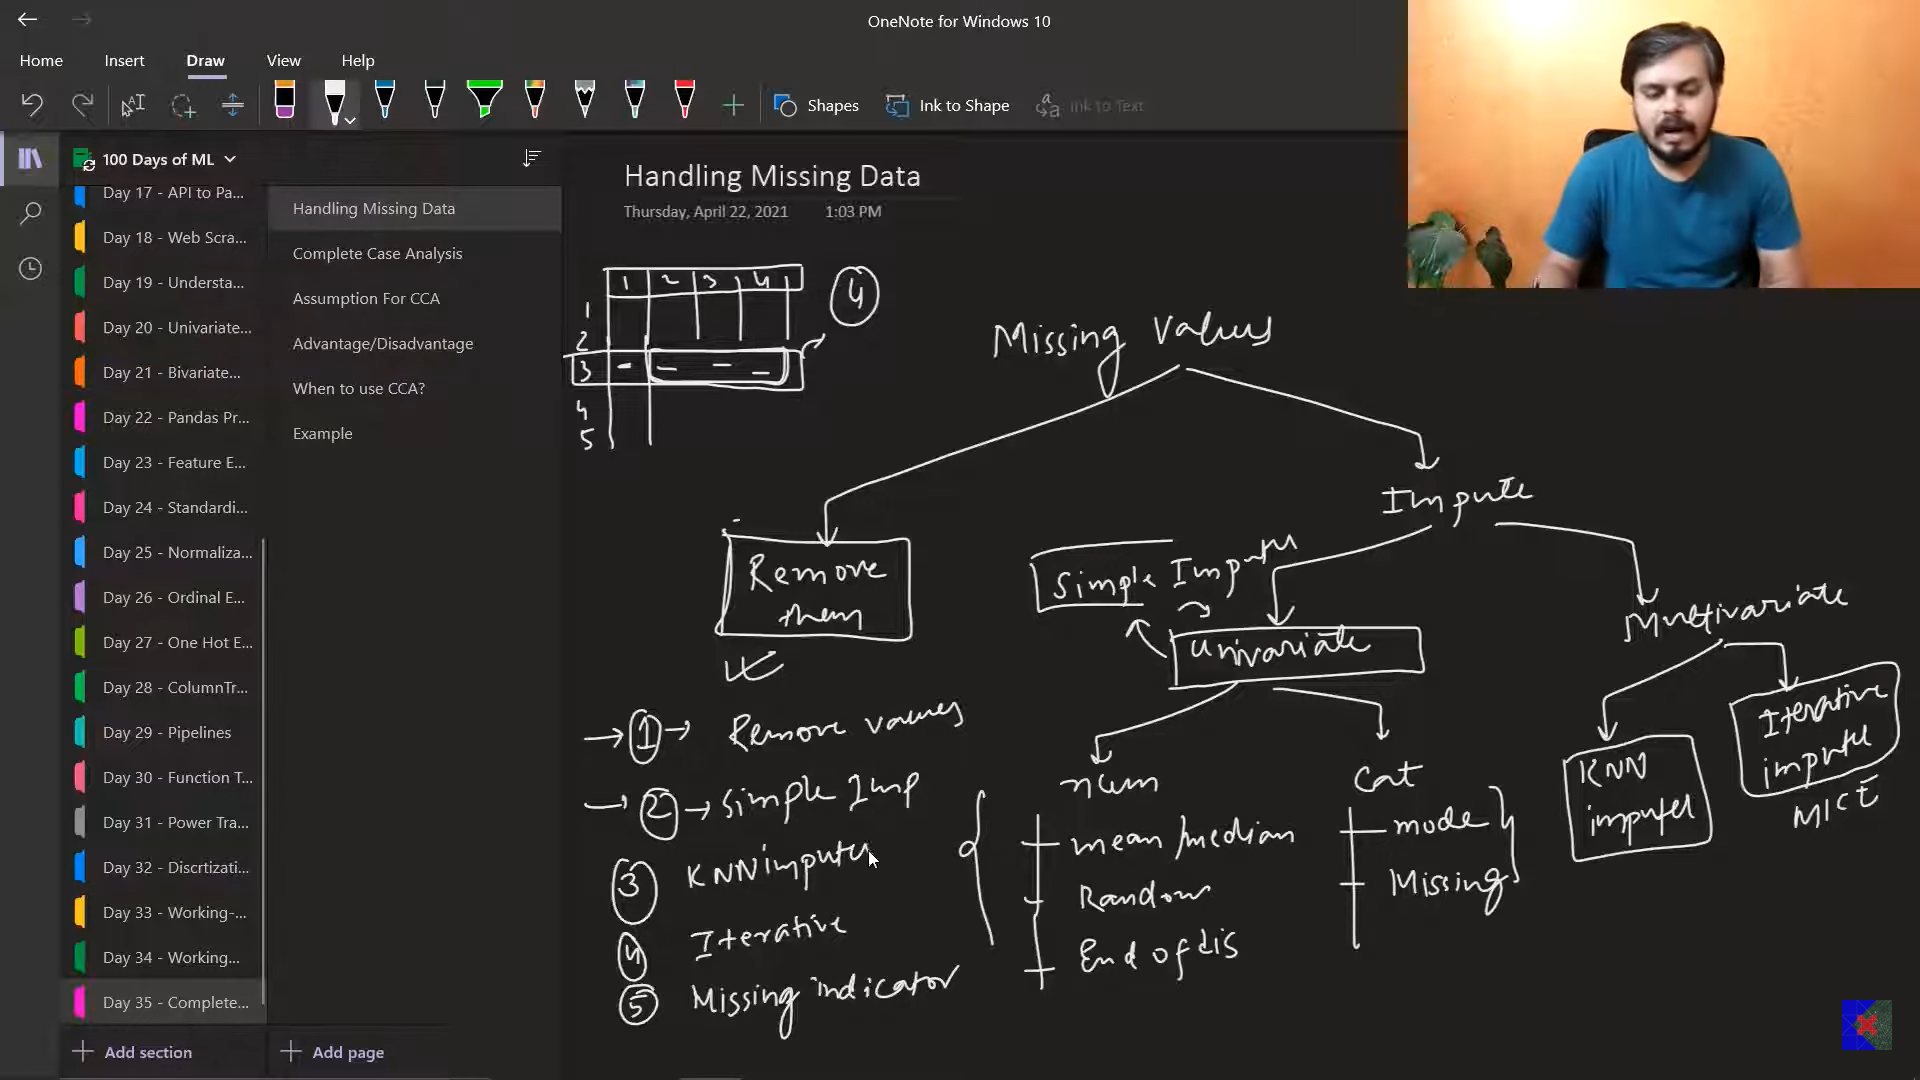 OneNote for Windows 10
Home
Insert
Draw
View
Help
Shapes
Ink to Shape
Ink to Text
100 Days of ML
Day 17 - API to Pa...
Day 18 - Web Scra...
Day 19 - Understa...
Day 20 - Univariate...
Day 21 - Bivariate...
Day 22 - Pandas Pr...
Day 23 - Feature E...
Day 24 - Standardi...
Day 25 - Normaliza...
Day 26 - Ordinal E...
Day 27 - One Hot E...
Day 28 - ColumnTr...
Day 29 - Pipelines
Day 30 - Function T...
Day 31 - Power Tra...
Day 32 - Discrtizati...
Day 33 - Working-...
Day 34 - Working...
Day 35 - Complete...
Add section
Handling Missing Data
Complete Case Analysis
Assumption For CCA
Advantage/Disadvantage
When to use CCA?
Example
Add page
Handling Missing Data
Thursday, April 22, 2021 1:03 PM
1 2 3 4
1
2
3
4
5
4
Missing Values
Remove
them
Impute
Simple Imputer
Univariate
Multivariate
num
mean/median
Random
End of dis
Cat
mode
Missing
KNN
imputer
Iterative
imputer
MICE
1 Remove values
2 Simple Imp
3 KNN imputer
4 Iterative
5 Missing indicator